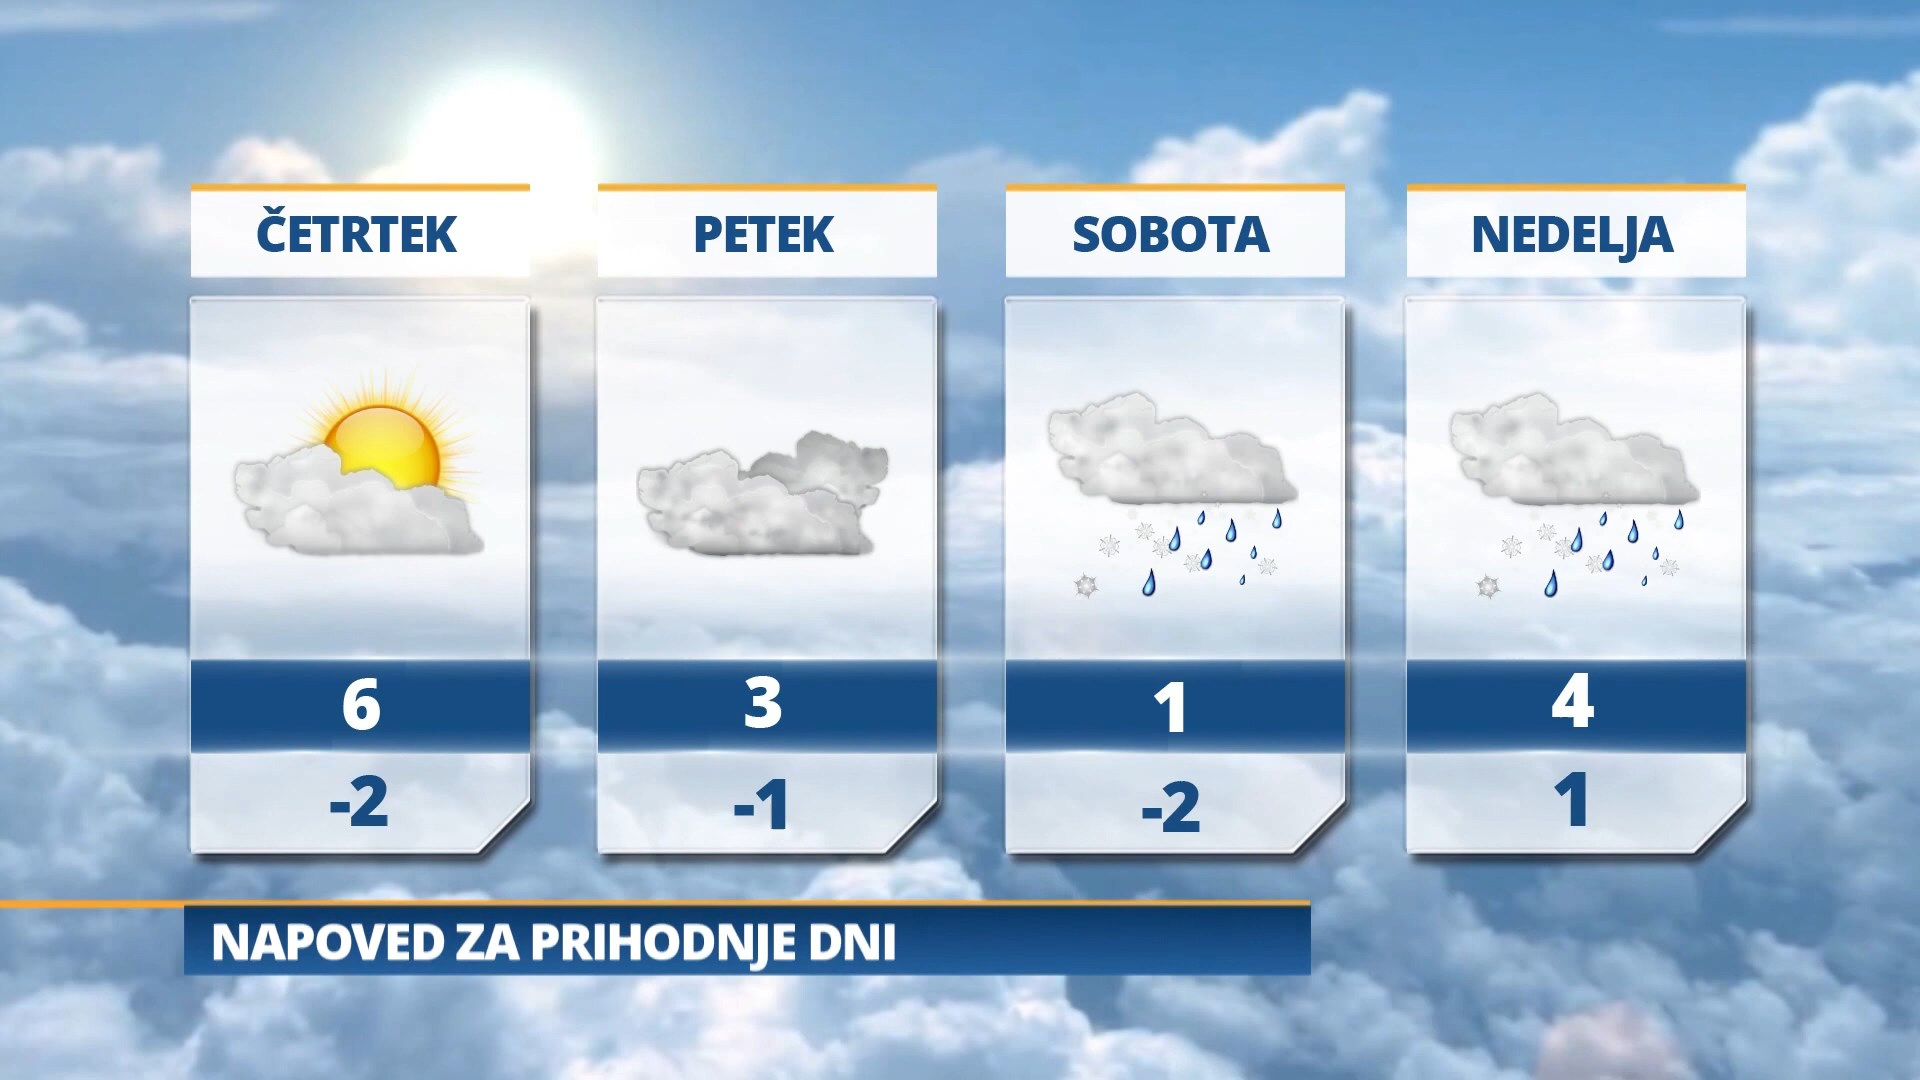 ČETRTEK
PETEK
SOBOTA
NEDELJA
6
3
1
4
-2
-1
-2
1
NAPOVED ZA PRIHODNJE DNI